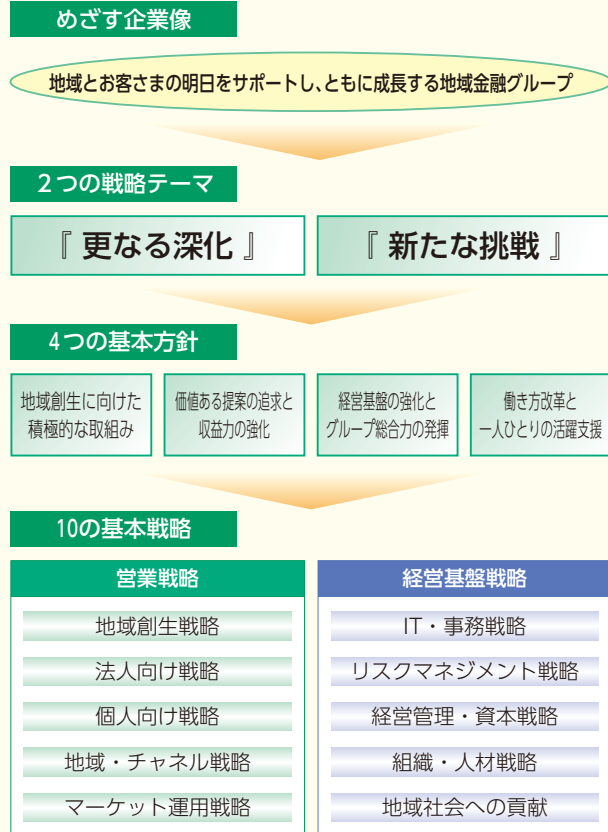 めざす企業像
地域とお客さまの明日をサポートし、ともに成長する地域金融グループ
２つの戦略テーマ
『 更なる深化 』
『 新たな挑戦 』
4つの基本方針
地域創生に向けた
積極的な取組み
価値ある提案の追求と
収益力の強化
経営基盤の強化と
グループ総合力の発揮
働き方改革と
一人ひとりの活躍支援
10の基本戦略
営業戦略
地域創生戦略
法人向け戦略
個人向け戦略
地域・チャネル戦略
マーケット運用戦略
経営基盤戦略
IT・事務戦略
リスクマネジメント戦略
経営管理・資本戦略
組織・人材戦略
地域社会への貢献